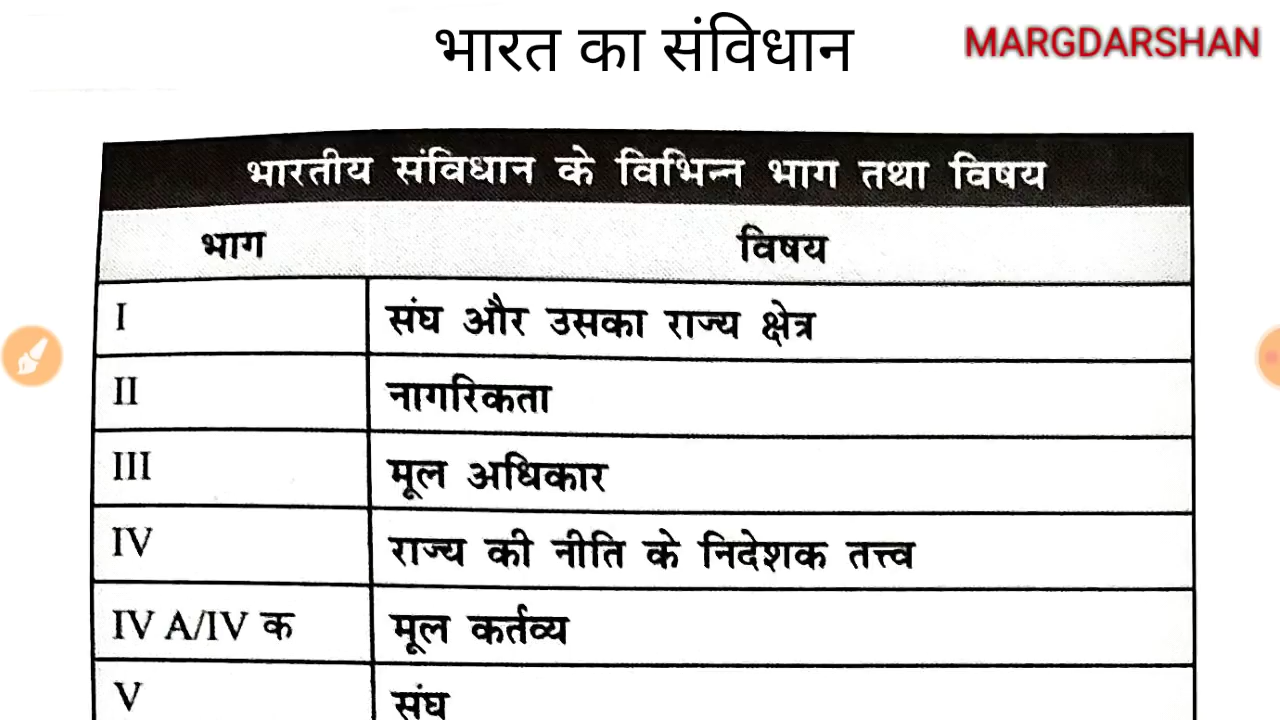 भारत का संविधान
MARGDARSHAN
भारतीय संविधान के विभिन्न भाग तथा विषय
भाग विषय
I संघ और उसका राज्य क्षेत्र
II नागरिकता
III मूल अधिकार
IV राज्य की नीति के निदेशक तत्त्व
IV A/IV क मूल कर्तव्य
V संघ